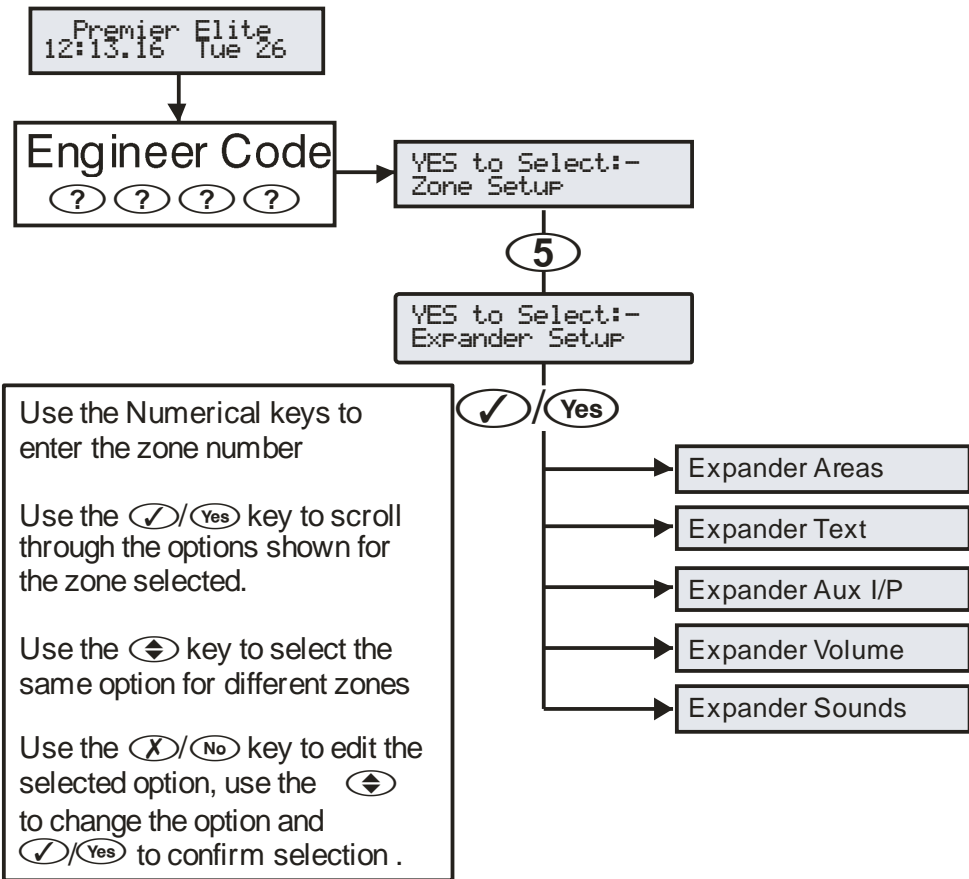 Premier Elite
12:13.16 Tue 26
Engineer Code
? ? ? ?
YES to Select:-
Zone Setup
5
YES to Select:-
Expander Setup
✓/Yes
Use the Numerical keys to
enter the zone number
Use the ✓/Yes key to scroll
through the options shown for
the zone selected.
Use the key to select the
same option for different zones
Use the X/No key to edit the
selected option, use the
to change the option and
✓/Yes to confirm selection .
Expander Areas
Expander Text
Expander Aux I/P
Expander Volume
Expander Sounds